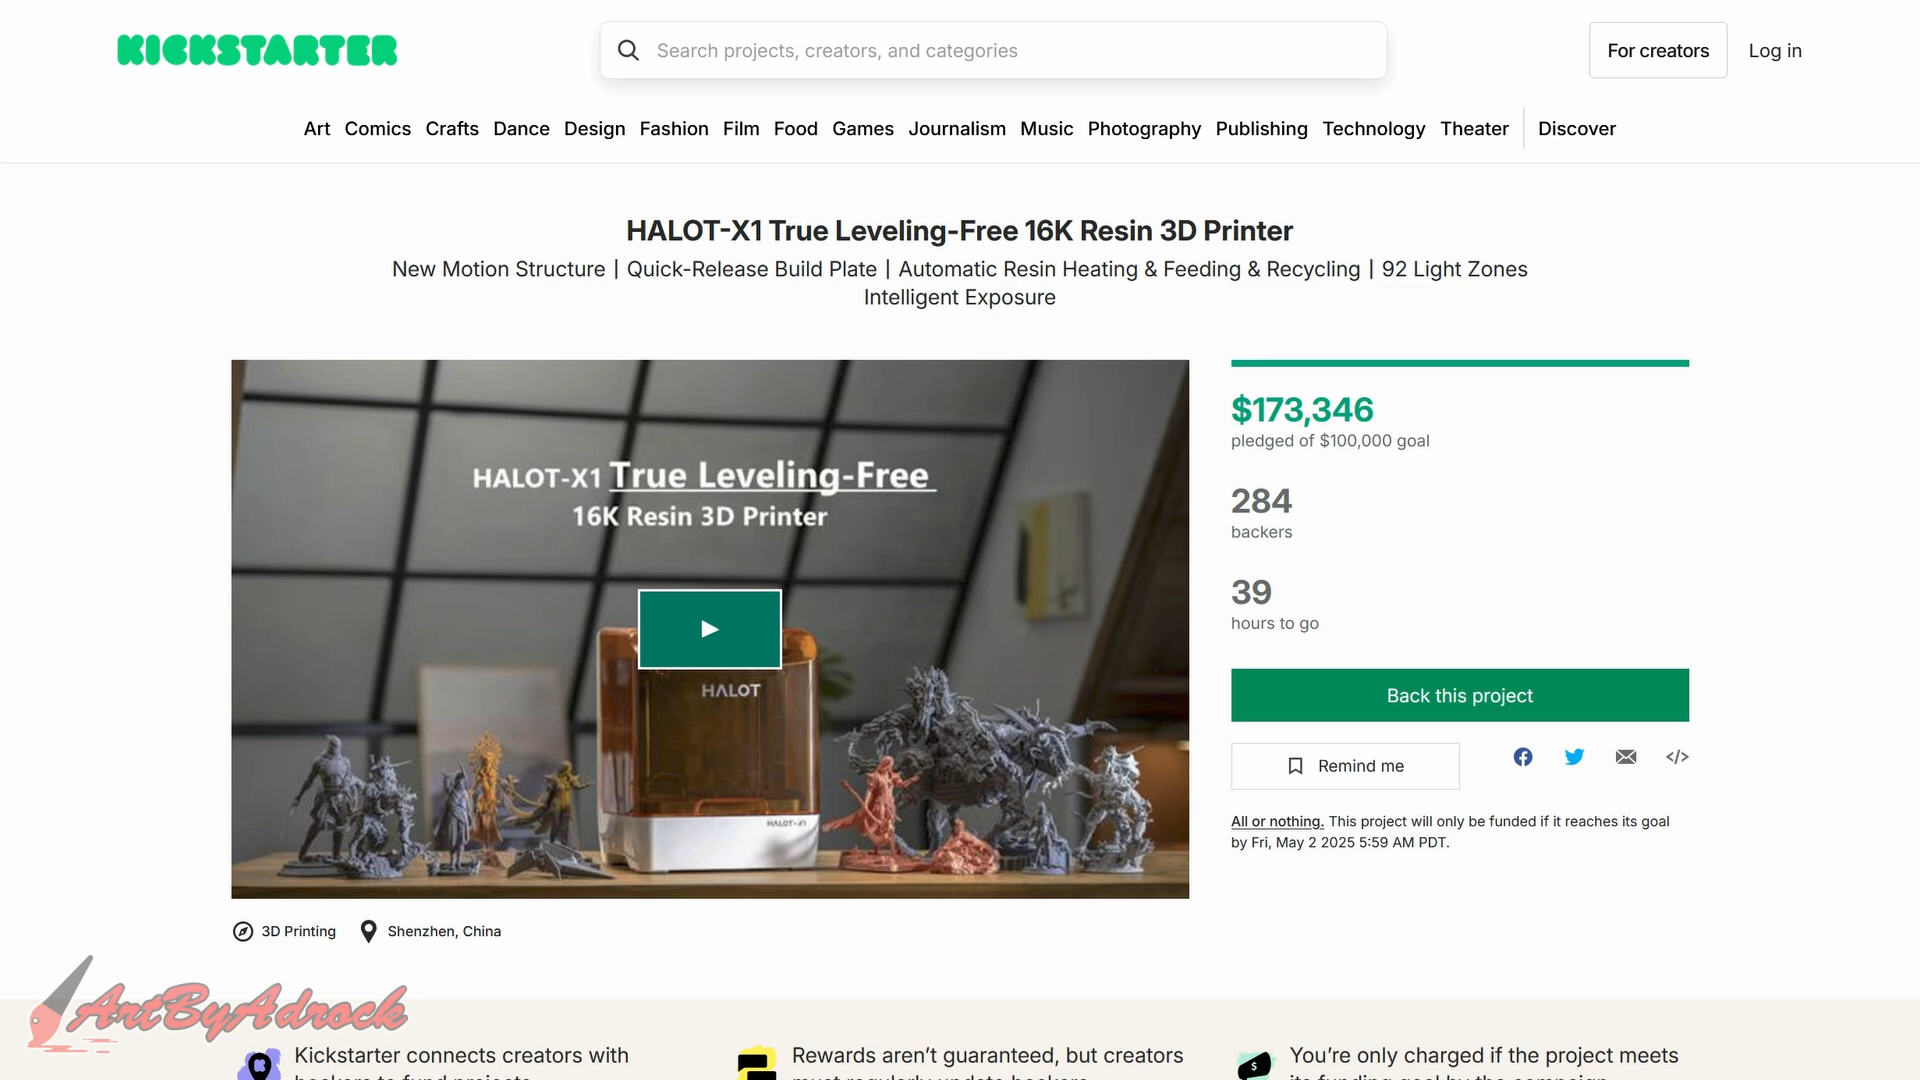 KICKSTARTER
Search projects, creators, and categories
For creators
Log in
Art Comics Crafts Dance Design Fashion Film Food Games Journalism Music Photography Publishing Technology Theater Discover
HALOT-X1 True Leveling-Free 16K Resin 3D Printer
New Motion Structure | Quick-Release Build Plate | Automatic Resin Heating & Feeding & Recycling | 92 Light Zones
Intelligent Exposure
HALOT-X1 True Leveling-Free
16K Resin 3D Printer
HALOT
HALOT-X1
$173,346
pledged of $100,000 goal
284
backers
39
hours to go
Back this project
Remind me
</>
All or nothing. This project will only be funded if it reaches its goal
by Fri, May 2 2025 5:59 AM PDT.
3D Printing
Shenzhen, China
ArtByAdrock
Kickstarter connects creators with
Rewards aren’t guaranteed, but creators
You’re only charged if the project meets